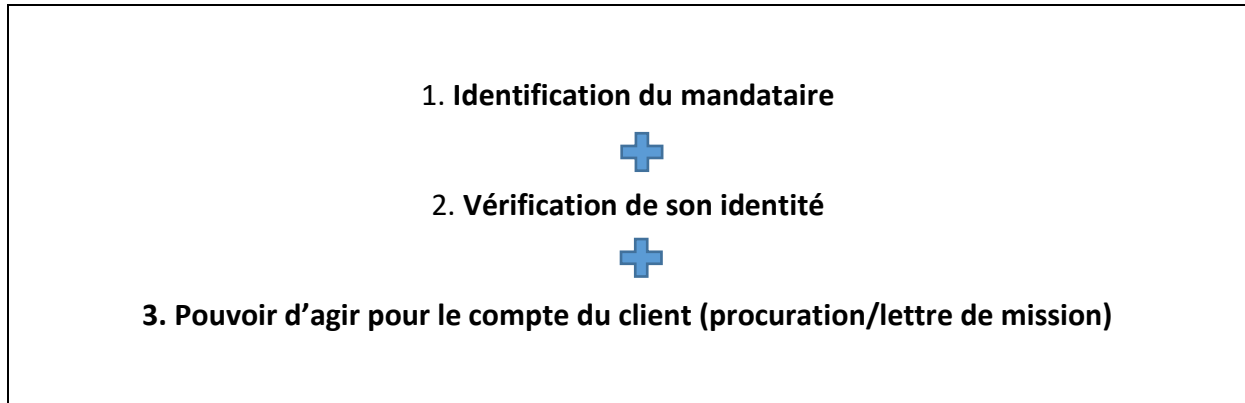 1. Identification du mandataire
2. Vérification de son identité
3. Pouvoir d’agir pour le compte du client (procuration/lettre de mission)